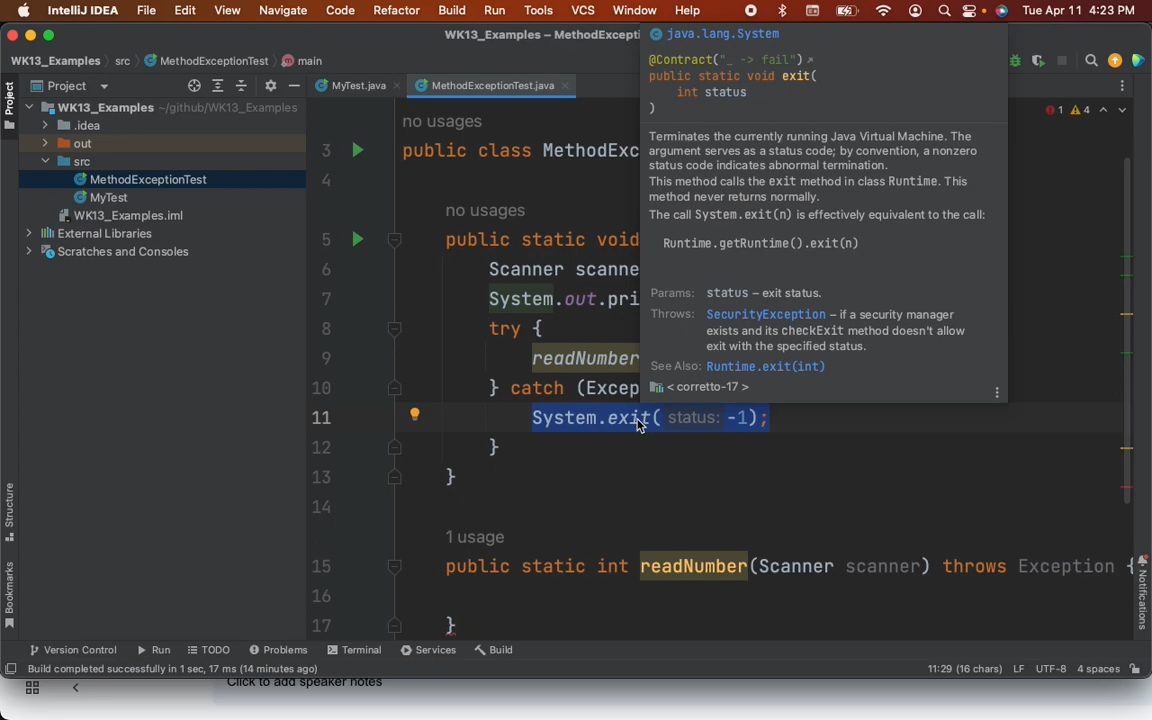 IntelliJ IDEA File Edit View Navigate Code Refactor Build Run Tools VCS Window Help Tue Apr 11 4:23 PM
WK13_Examples – MethodExcepti
WK13_Examples src MethodExceptionTest main
Project
Project
WK13_Examples ~/github/WK13_Examples
.idea
out
src
MethodExceptionTest
MyTest
WK13_Examples.iml
External Libraries
Scratches and Consoles
Structure
Bookmarks
MyTest.java MethodExceptionTest.java
1 4
no usages
3 public class MethodExc
4
no usages
5 public static void
6 Scanner scanne
7 System.out.pri
8 try {
9 readNumber
10 } catch (Excep
11 System.exit( status: -1);
12 }
13 }
14
1 usage
15 public static int readNumber(Scanner scanner) throws Exception {
16
17 }
java.lang.System
@Contract("_ -> fail")
public static void exit(
int status
)
Terminates the currently running Java Virtual Machine. The
argument serves as a status code; by convention, a nonzero
status code indicates abnormal termination.
This method calls the exit method in class Runtime. This
method never returns normally.
The call System.exit(n) is effectively equivalent to the call:
Runtime.getRuntime().exit(n)
Params: status – exit status.
Throws: SecurityException – if a security manager
exists and its checkExit method doesn't allow
exit with the specified status.
See Also: Runtime.exit(int)
< corretto-17 >
Notifications
Version Control Run TODO Problems Terminal Services Build
Build completed successfully in 1 sec, 17 ms (14 minutes ago) 11:29 (16 chars) LF UTF-8 4 spaces
Click to add speaker notes